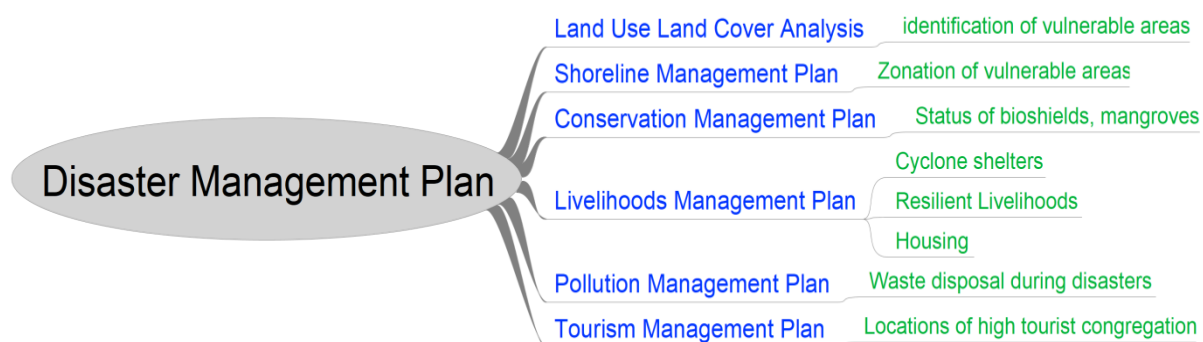 Disaster Management Plan
Land Use Land Cover Analysis
identification of vulnerable areas
Shoreline Management Plan
Zonation of vulnerable areas
Conservation Management Plan
Status of bioshields, mangroves
Livelihoods Management Plan
Cyclone shelters
Resilient Livelihoods
Housing
Pollution Management Plan
Waste disposal during disasters
Tourism Management Plan
Locations of high tourist congregation